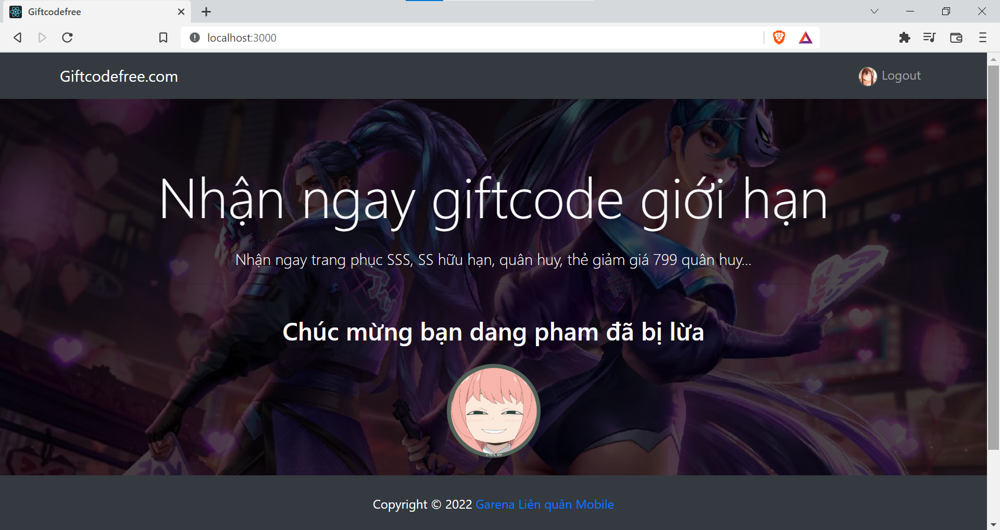 Giftcodefree
localhost:3000
Giftcodefree.com
Logout
Nhận ngay giftcode giới hạn
Nhận ngay trang phục SSS, SS hữu hạn, quân huy, thẻ giảm giá 799 quân huy...
Chúc mừng bạn dang pham đã bị lừa
©TE/S, SFP
Copyright © 2022 Garena Liên quân Mobile